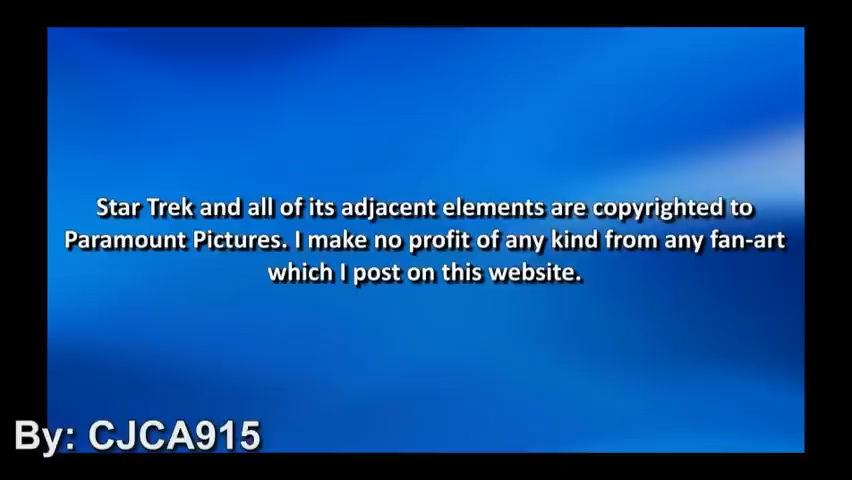 Star Trek and all of its adjacent elements are copyrighted to
Paramount Pictures. I make no profit of any kind from any fan-art
which I post on this website.
By: CJCA915